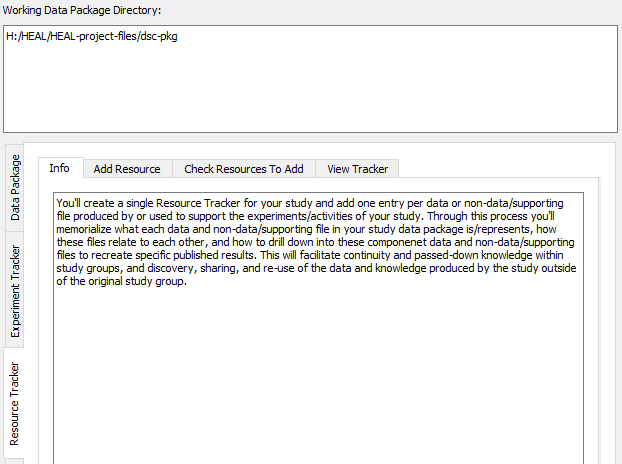 Working Data Package Directory:
H:/HEAL/HEAL-project-files/dsc-pkg
Data Package
Experiment Tracker
Resource Tracker
Info
Add Resource
Check Resources To Add
View Tracker
You'll create a single Resource Tracker for your study and add one entry per data or non-data/supporting
file produced by or used to support the experiments/activities of your study. Through this process you'll
memorialize what each data and non-data/supporting file in your study data package is/represents, how
these files relate to each other, and how to drill down into these componenet data and non-data/supporting
files to recreate specific published results. This will facilitate continuity and passed-down knowledge within
study groups, and discovery, sharing, and re-use of the data and knowledge produced by the study outside
of the original study group.